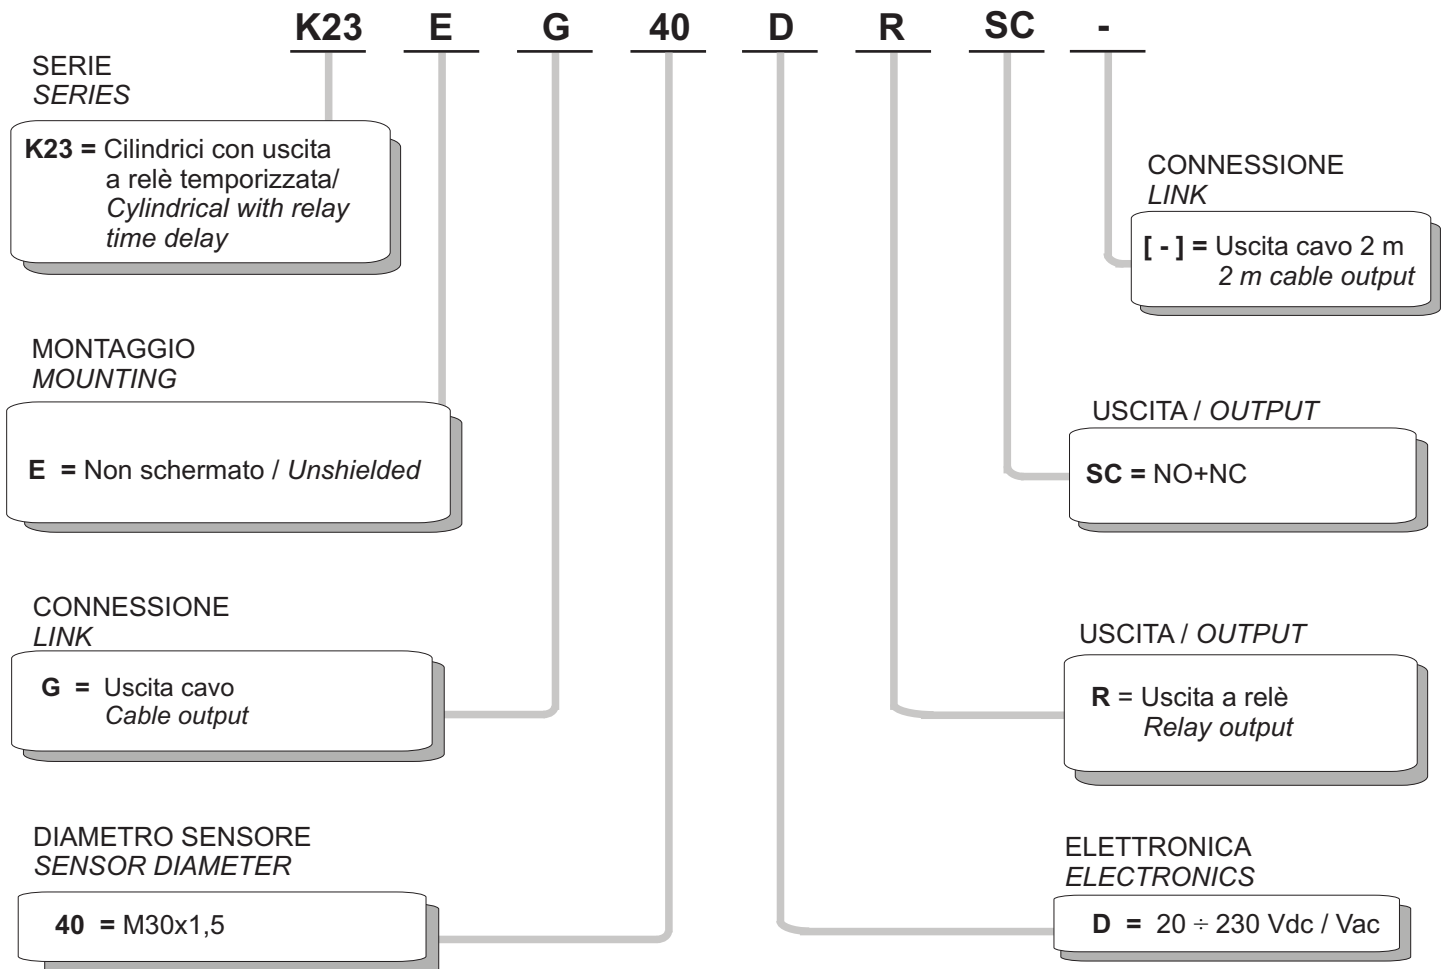 K23 E G 40 D R SC -
SERIE
SERIES
K23 = Cilindrici con uscita
a relè temporizzata/
Cylindrical with relay
time delay
CONNESSIONE
LINK
[ - ] = Uscita cavo 2 m
2 m cable output
MONTAGGIO
MOUNTING
E = Non schermato / Unshielded
USCITA / OUTPUT
SC = NO+NC
CONNESSIONE
LINK
G = Uscita cavo
Cable output
USCITA / OUTPUT
R = Uscita a relè
Relay output
DIAMETRO SENSORE
SENSOR DIAMETER
40 = M30x1,5
ELETTRONICA
ELECTRONICS
D = 20 ÷ 230 Vdc / Vac